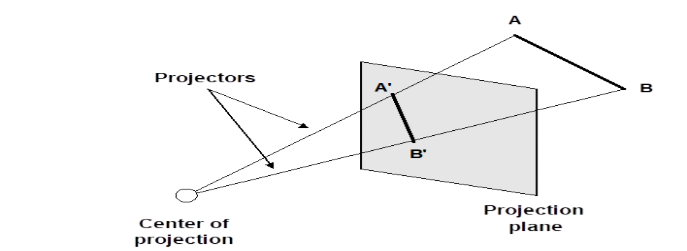 A
Projectors
A'
B
B'
Center of
projection
Projection
plane